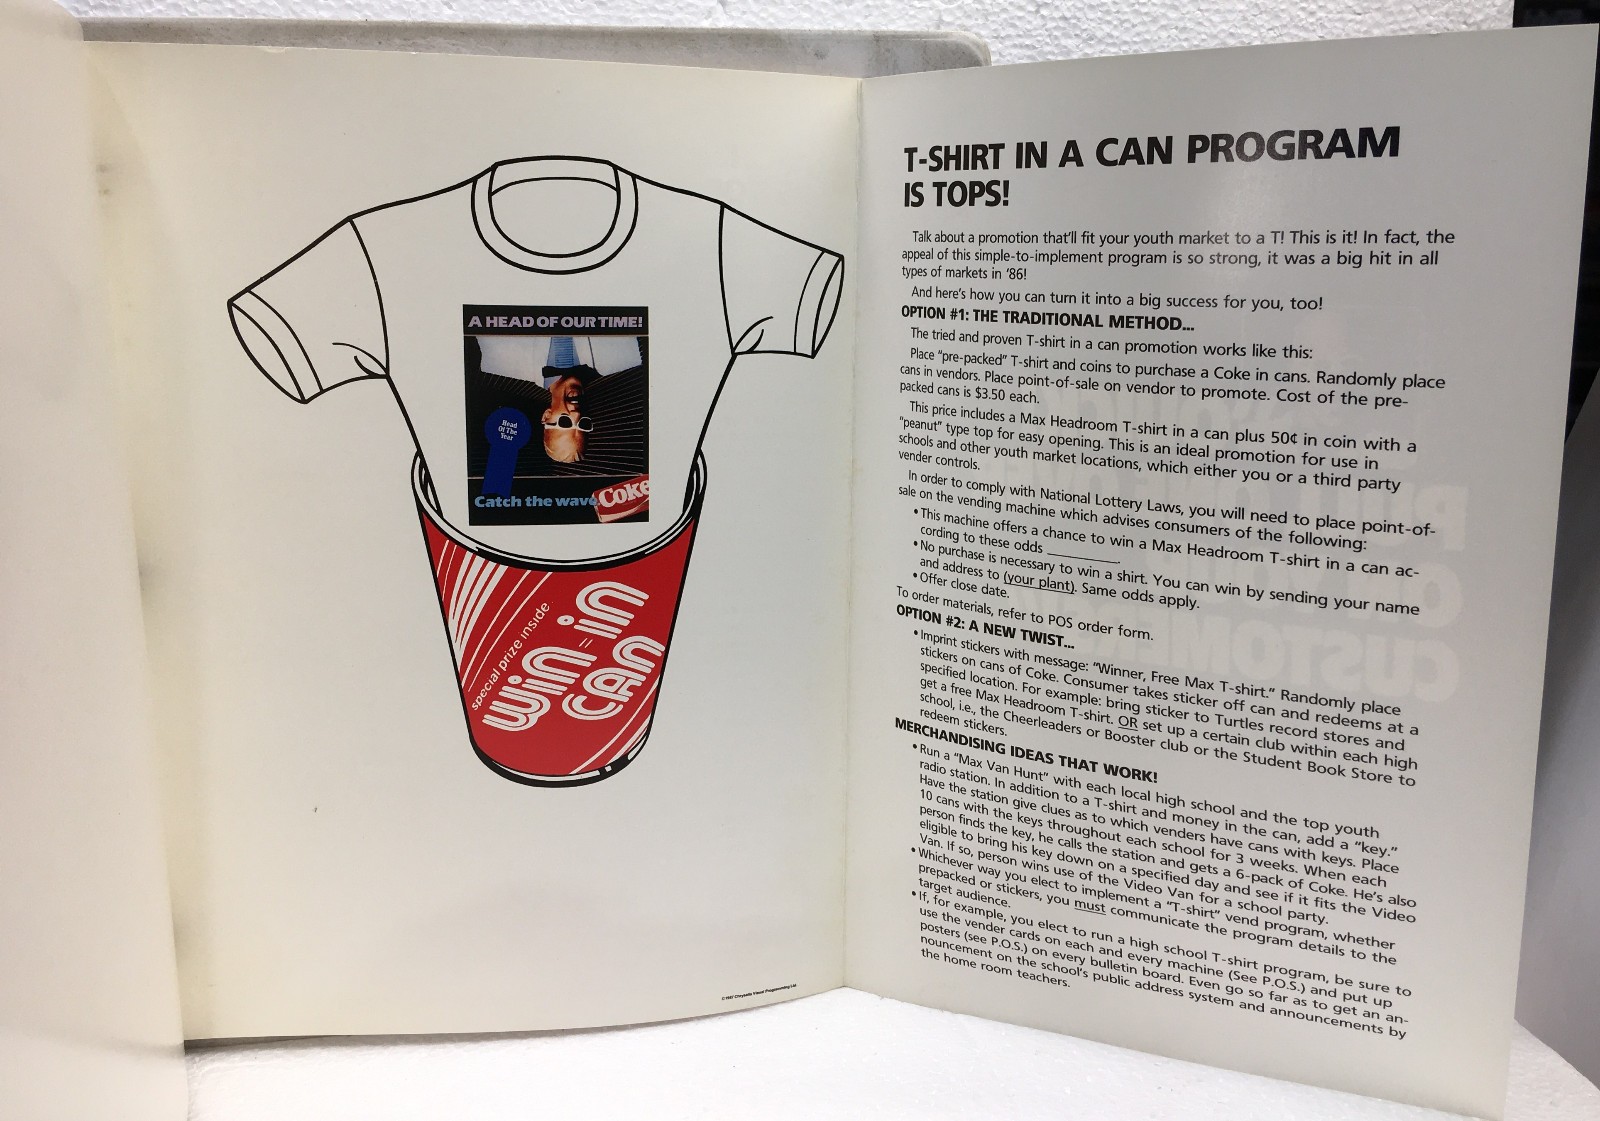 A HEAD OF OUR TIME!
Head
Of The
Year
Catch the wave
Coke
special prize inside
Win-in
CAN
©1987 Chrysalis Visual Programming Ltd.
T-SHIRT IN A CAN PROGRAM
IS TOPS!
Talk about a promotion that'll fit your youth market to a T! This is it! In fact, the
appeal of this simple-to-implement program is so strong, it was a big hit in all
types of markets in '86!
And here's how you can turn it into a big success for you, too!
OPTION #1: THE TRADITIONAL METHOD...
The tried and proven T-shirt in a can promotion works like this:
Place "pre-packed" T-shirt and coins to purchase a Coke in cans. Randomly place
cans in vendors. Place point-of-sale on vendor to promote. Cost of the pre-
packed cans is $3.50 each.
This price includes a Max Headroom T-shirt in a can plus 50¢ in coin with a
"peanut" type top for easy opening. This is an ideal promotion for use in
schools and other youth market locations, which either you or a third party
vender controls.
In order to comply with National Lottery Laws, you will need to place point-of-
sale on the vending machine which advises consumers of the following:
• This machine offers a chance to win a Max Headroom T-shirt in a can ac-
cording to these odds ________.
• No purchase is necessary to win a shirt. You can win by sending your name
and address to (your plant). Same odds apply.
• Offer close date.
To order materials, refer to POS order form.
OPTION #2: A NEW TWIST...
• Imprint stickers with message: "Winner, Free Max T-shirt." Randomly place
stickers on cans of Coke. Consumer takes sticker off can and redeems at a
specified location. For example: bring sticker to Turtles record stores and
get a free Max Headroom T-shirt. OR set up a certain club within each high
school, i.e., the Cheerleaders or Booster club or the Student Book Store to
redeem stickers.
MERCHANDISING IDEAS THAT WORK!
• Run a "Max Van Hunt" with each local high school and the top youth
radio station. In addition to a T-shirt and money in the can, add a "key."
Have the station give clues as to which venders have cans with keys. Place
10 cans with the keys throughout each school for 3 weeks. When each
person finds the key, he calls the station and gets a 6-pack of Coke. He's also
eligible to bring his key down on a specified day and see if it fits the Video
Van. If so, person wins use of the Video Van for a school party.
• Whichever way you elect to implement a "T-shirt" vend program, whether
prepacked or stickers, you must communicate the program details to the
target audience.
• If, for example, you elect to run a high school T-shirt program, be sure to
use the vender cards on each and every machine (See P.O.S.) and put up
posters (see P.O.S.) on every bulletin board. Even go so far as to get an an-
nouncement on the school's public address system and announcements by
the home room teachers.